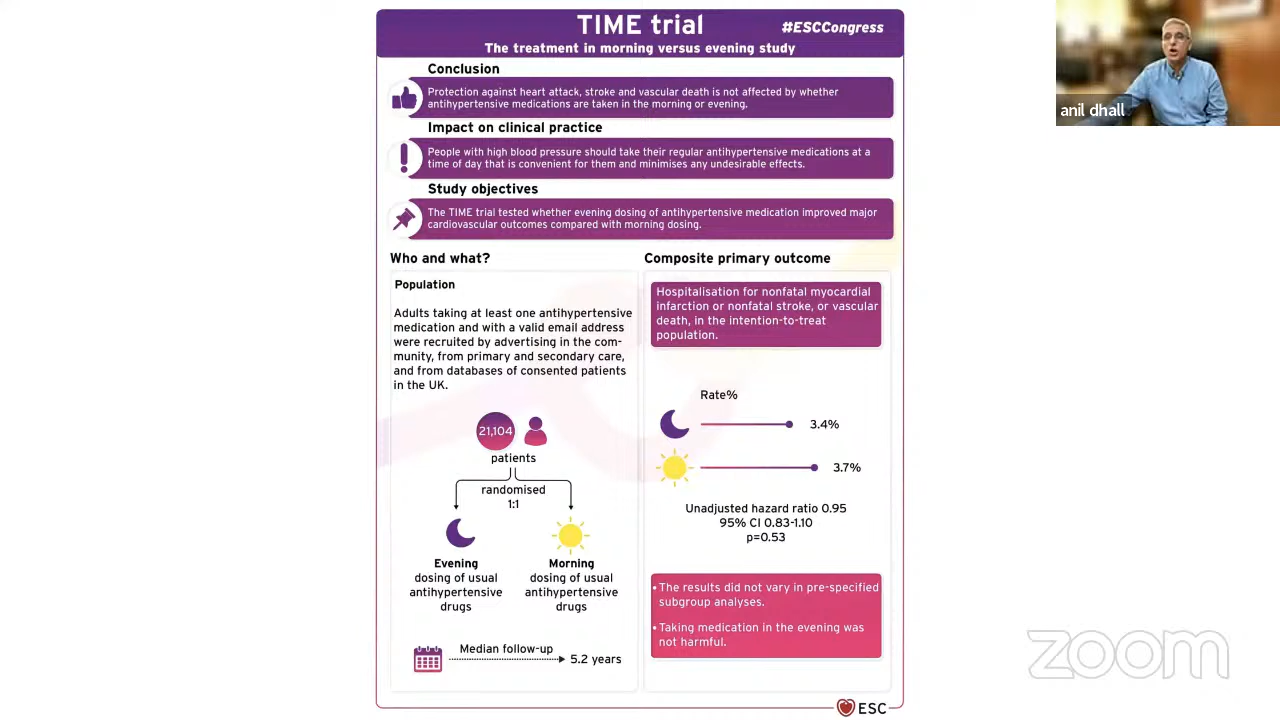 TIME trial
#ESCCongress
The treatment in morning versus evening study
Conclusion
Protection against heart attack, stroke and vascular death is not affected by whether
antihypertensive medications are taken in the morning or evening.
Impact on clinical practice
People with high blood pressure should take their regular antihypertensive medications at a
time of day that is convenient for them and minimises any undesirable effects.
Study objectives
The TIME trial tested whether evening dosing of antihypertensive medication improved major
cardiovascular outcomes compared with morning dosing.
Who and what?
Population
Adults taking at least one antihypertensive
medication and with a valid email address
were recruited by advertising in the com-
munity, from primary and secondary care,
and from databases of consented patients
in the UK.
21,104
patients
randomised
1:1
Evening
dosing of usual
antihypertensive
drugs
Morning
dosing of usual
antihypertensive
drugs
Median follow-up
5.2 years
Composite primary outcome
Hospitalisation for nonfatal myocardial
infarction or nonfatal stroke, or vascular
death, in the intention-to-treat
population.
Rate%
3.4%
3.7%
Unadjusted hazard ratio 0.95
95% CI 0.83-1.10
p=0.53
• The results did not vary in pre-specified
subgroup analyses.
• Taking medication in the evening was
not harmful.
ESC
anil dhall
zoom